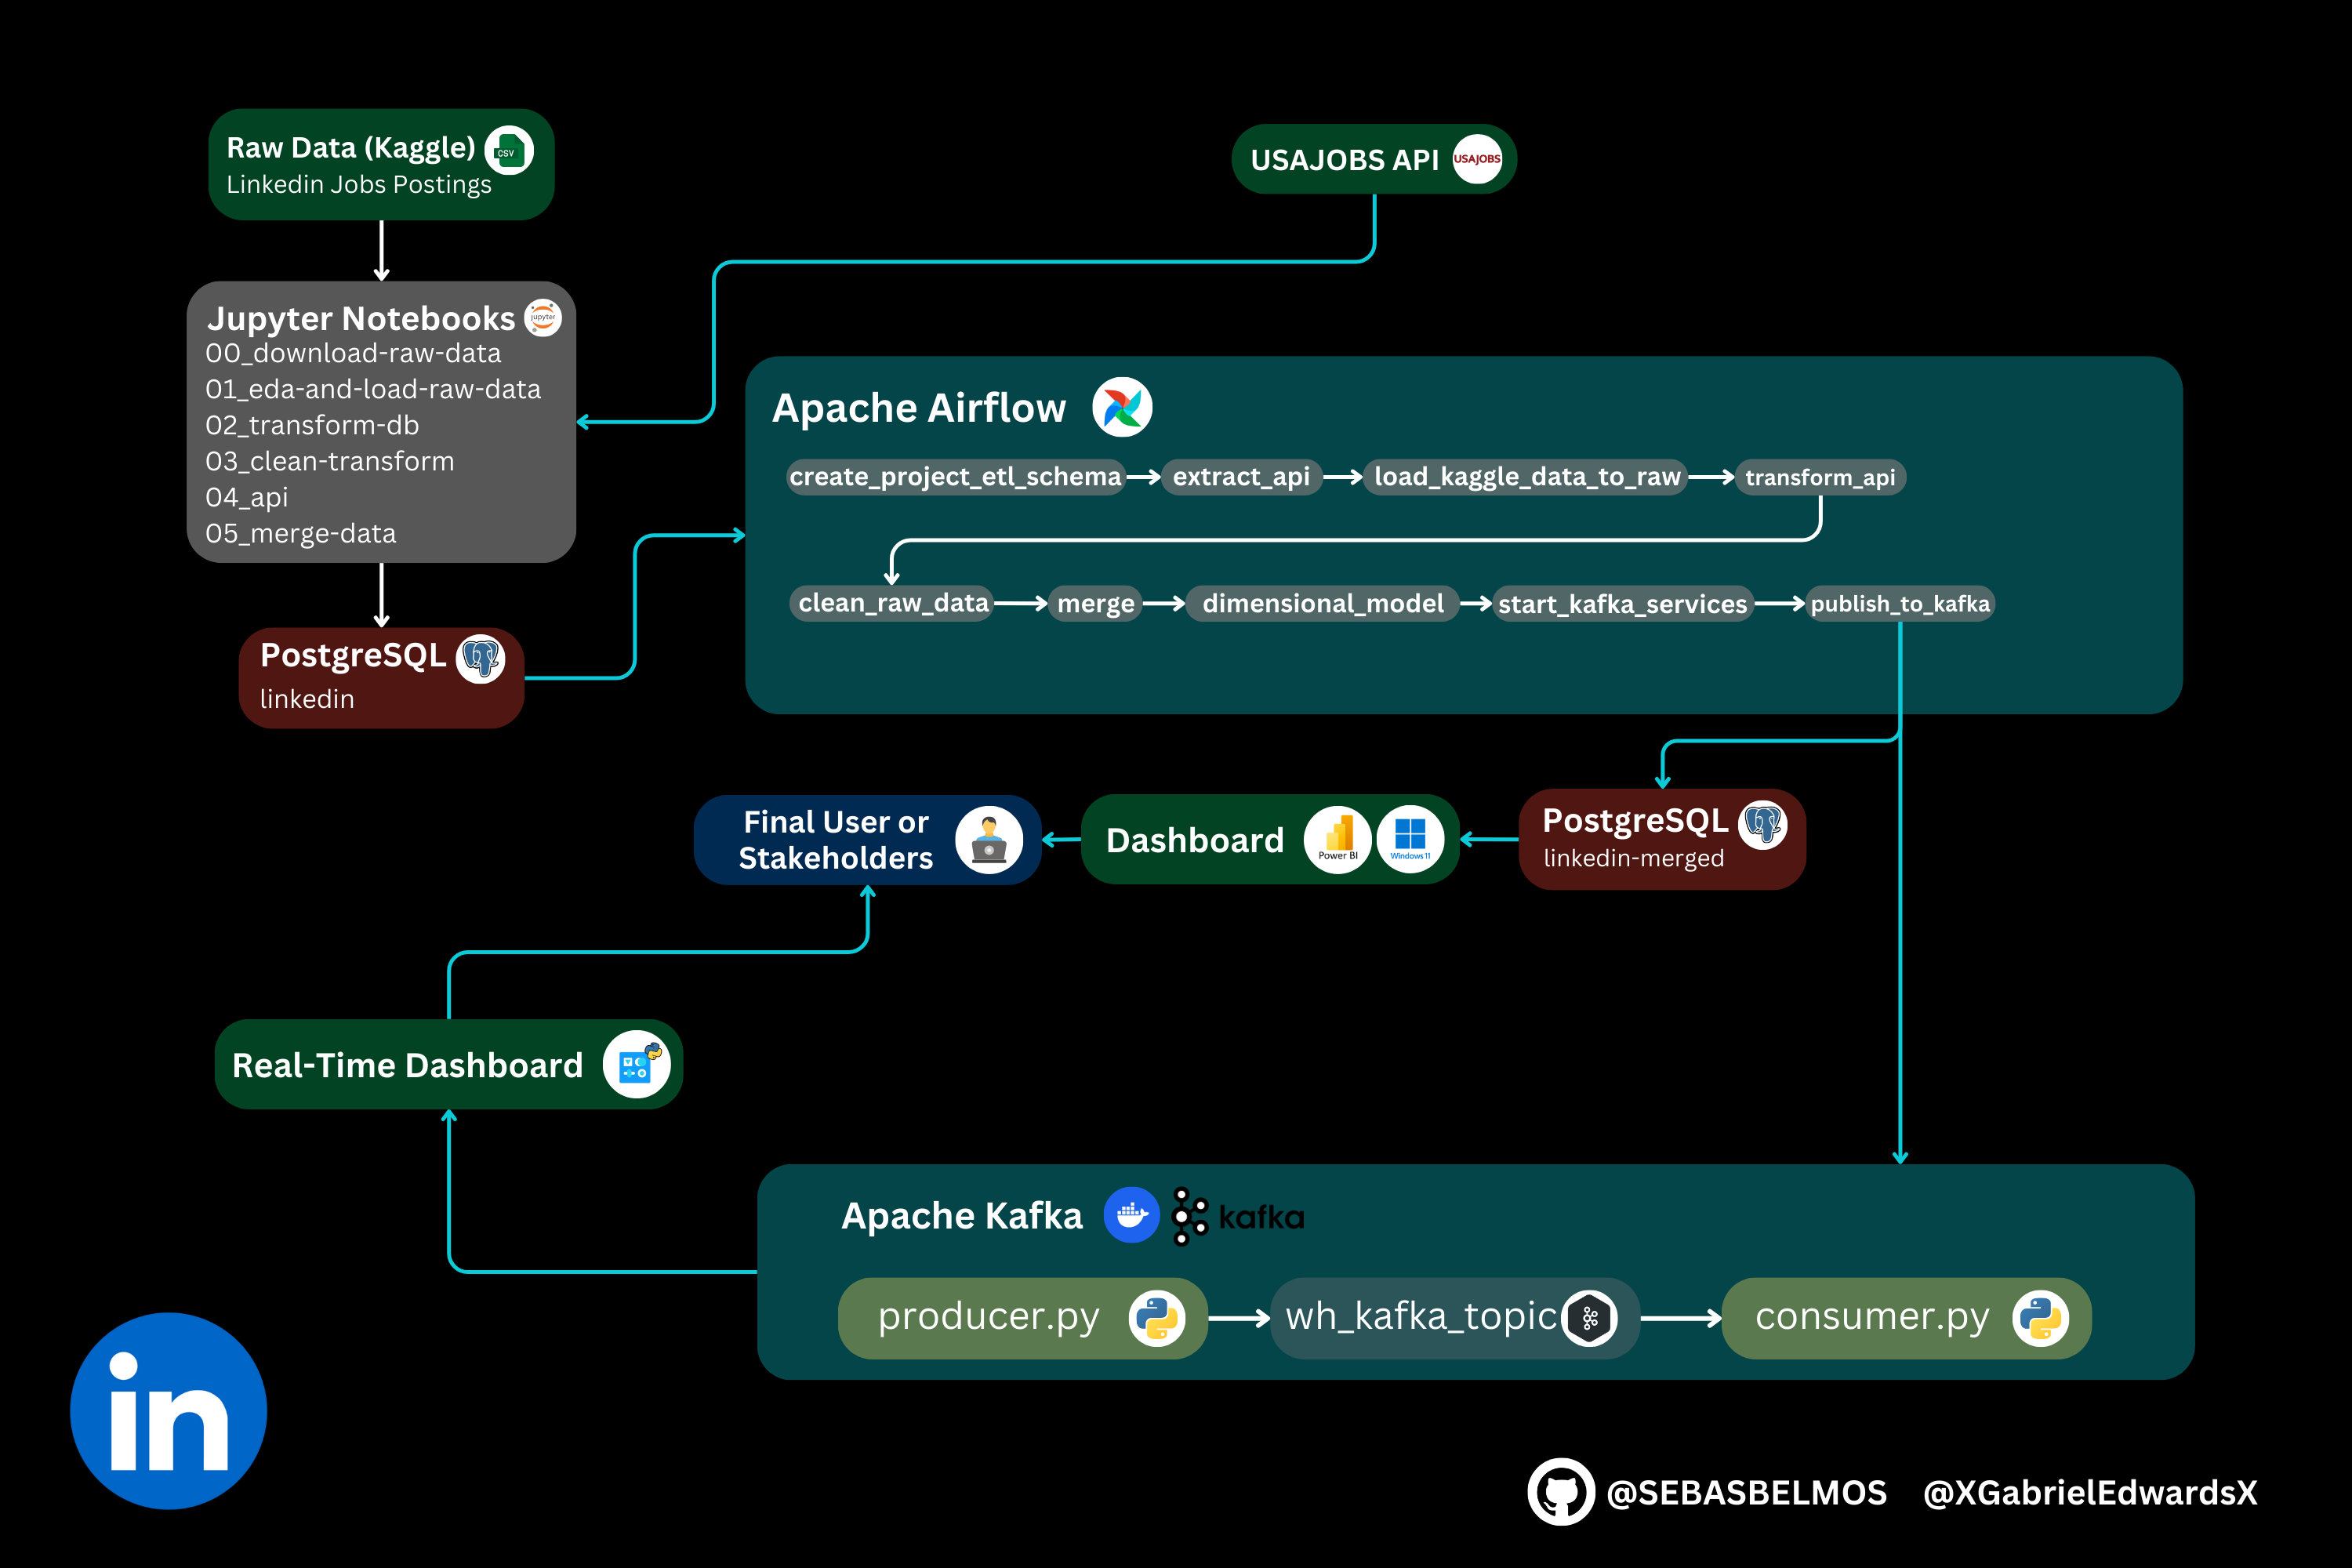 Raw Data (Kaggle)
CSV
Linkedin Jobs Postings
USAJOBS API
USAJOBS
Jupyter Notebooks
jupyter
00_download-raw-data
01_eda-and-load-raw-data
02_transform-db
03_clean-transform
04_api
05_merge-data
PostgreSQL
linkedin
Apache Airflow
create_project_etl_schema
extract_api
load_kaggle_data_to_raw
transform_api
clean_raw_data
merge
dimensional_model
start_kafka_services
publish_to_kafka
Final User or
Stakeholders
Dashboard
Power BI
Windows 11
PostgreSQL
linkedin-merged
Real-Time Dashboard
Apache Kafka
kafka
producer.py
wh_kafka_topic
consumer.py
in
@SEBASBELMOS
@XGabrielEdwardsX